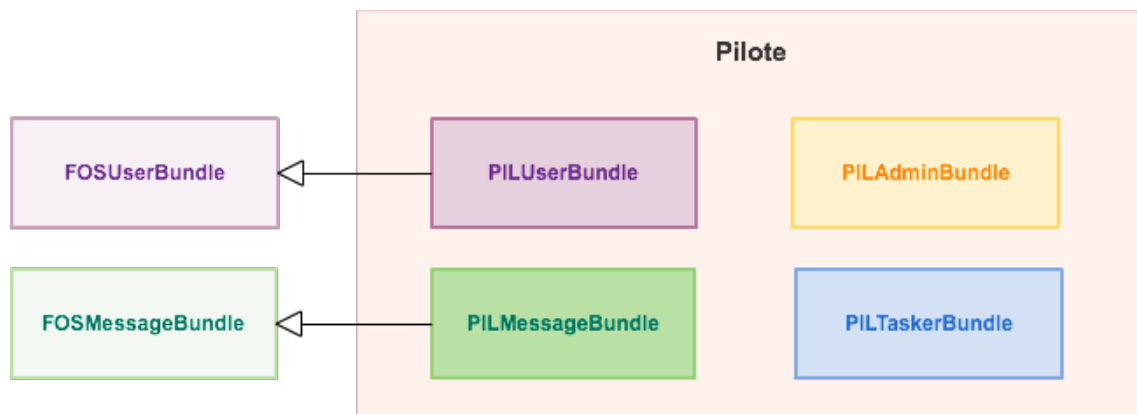 Pilote
FOSUserBundle
PILUserBundle
PILAdminBundle
FOSMessageBundle
PILMessageBundle
PILTaskerBundle